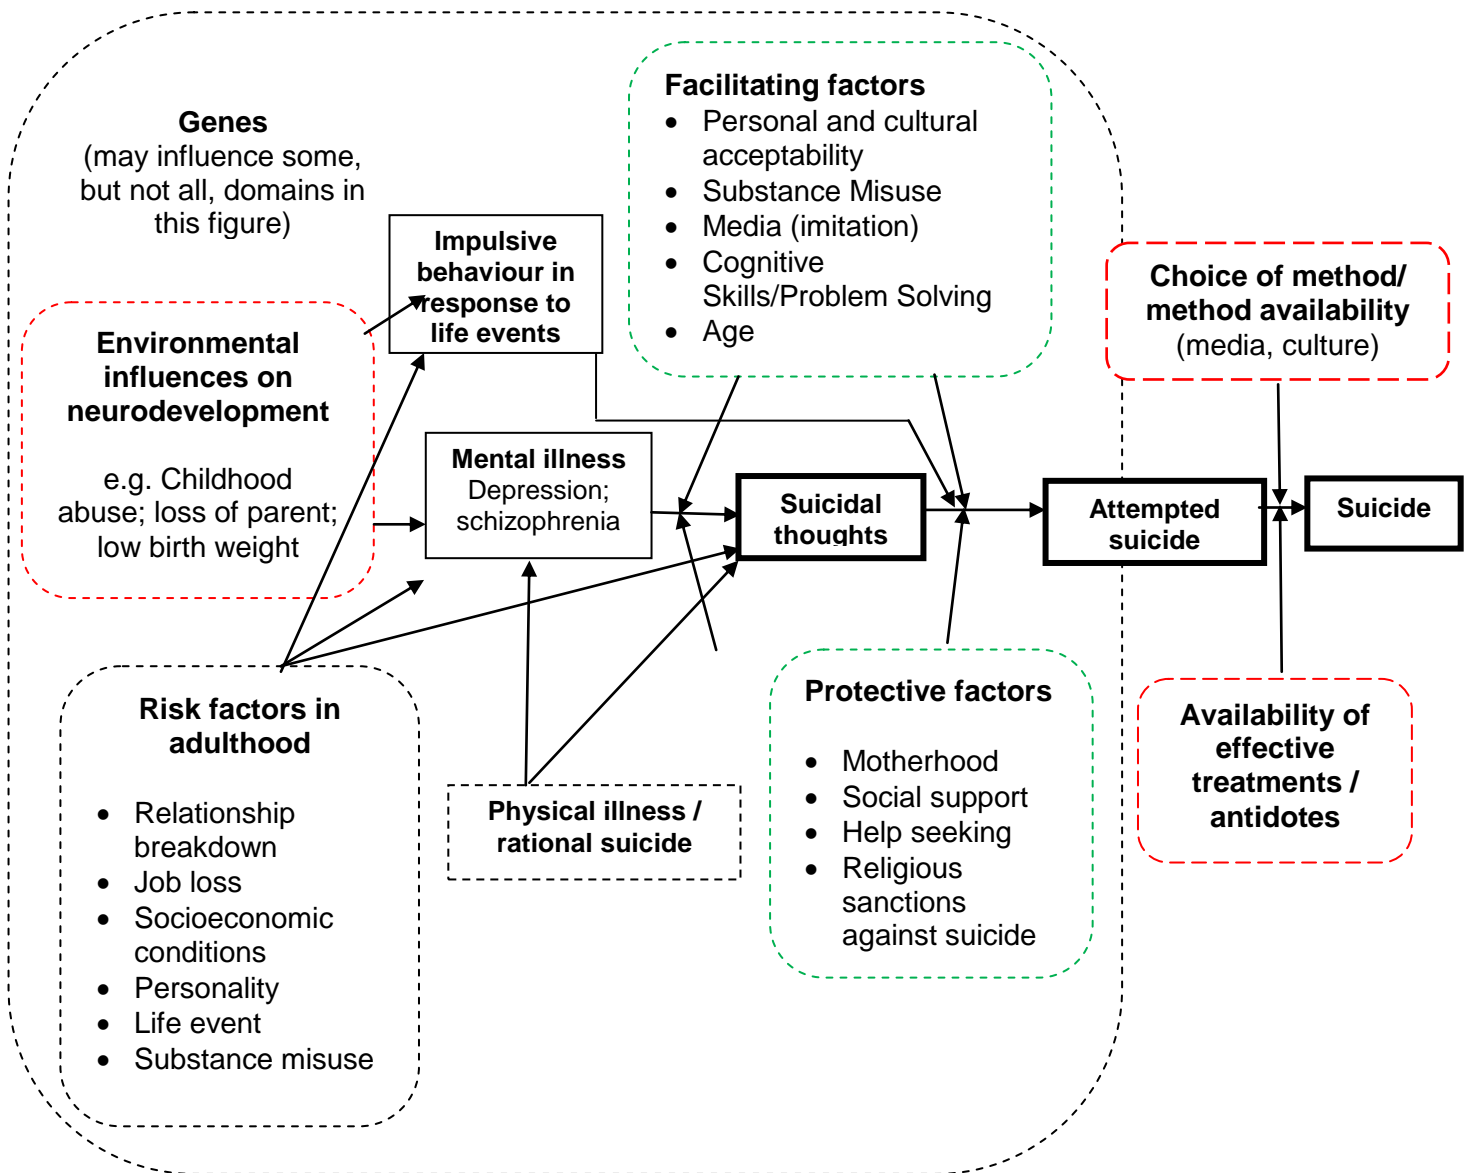 Genes
(may influence some,
but not all, domains in
this figure)
Facilitating factors
• Personal and cultural
acceptability
• Substance Misuse
• Media (imitation)
• Cognitive
Skills/Problem Solving
• Age
Impulsive
behaviour in
response to
life events
Choice of method/
method availability
(media, culture)
Environmental
influences on
neurodevelopment
e.g. Childhood
abuse; loss of parent;
low birth weight
Mental illness
Depression;
schizophrenia
Suicidal
thoughts
Attempted
suicide
Suicide
Risk factors in
adulthood
• Relationship
breakdown
• Job loss
• Socioeconomic
conditions
• Personality
• Life event
• Substance misuse
Physical illness /
rational suicide
Protective factors
• Motherhood
• Social support
• Help seeking
• Religious
sanctions
against suicide
Availability of
effective
treatments /
antidotes